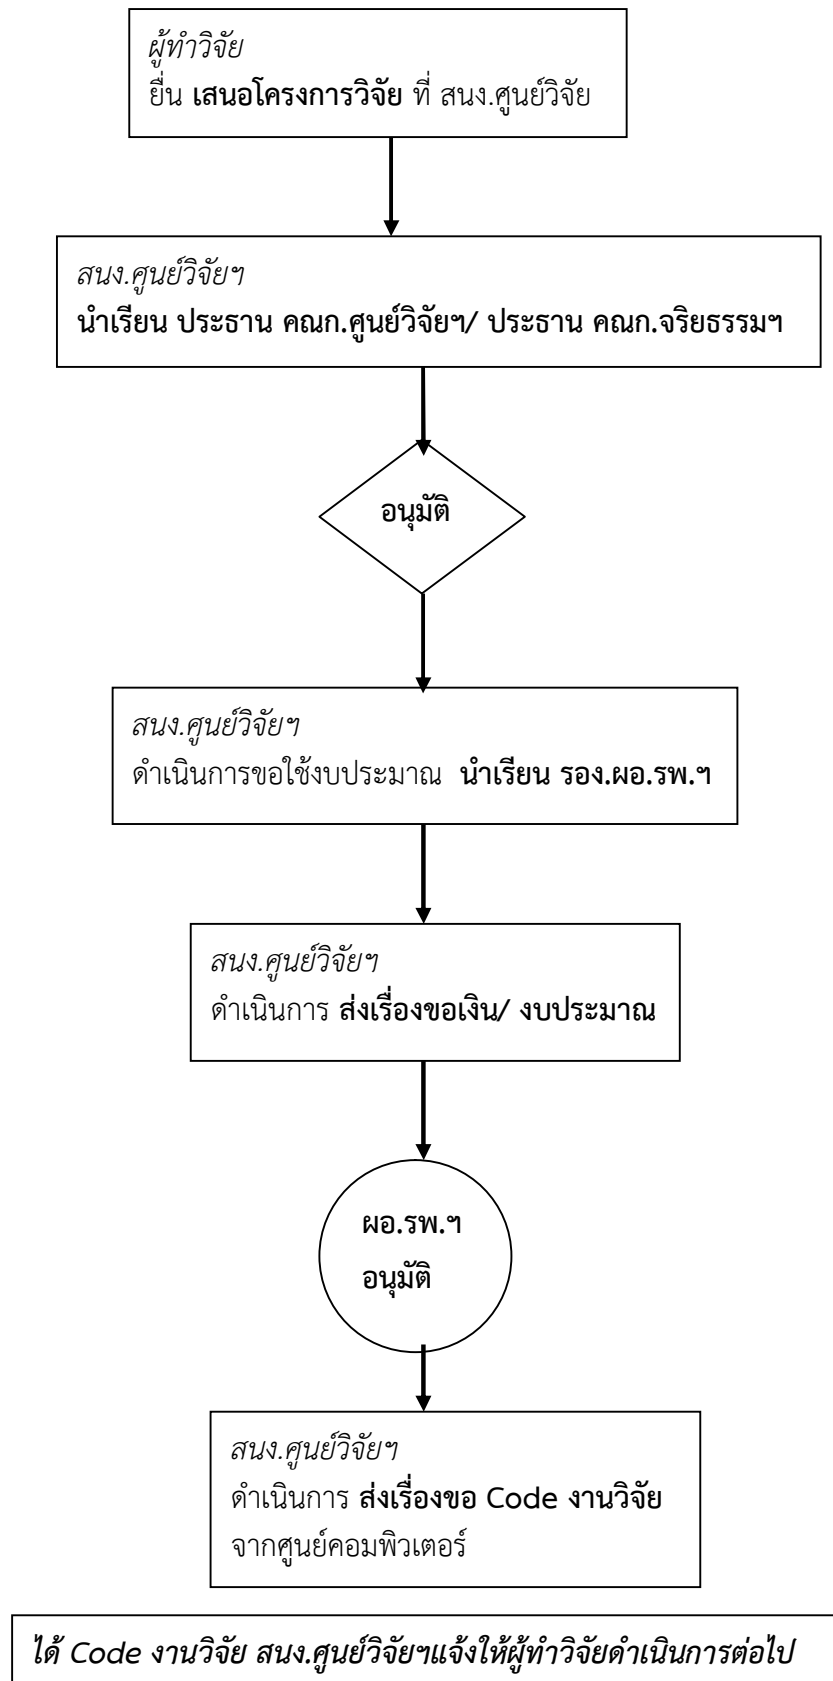 ผู้ทำวิจัย
ยื่น เสนอโครงการวิจัย ที่ สนง.ศูนย์วิจัย
สนง.ศูนย์วิจัยฯ
นำเรียน ประธาน คณก.ศูนย์วิจัยฯ/ ประธาน คณก.จริยธรรมฯ
อนุมัติ
สนง.ศูนย์วิจัยฯ
ดำเนินการขอใช้งบประมาณ นำเรียน รอง.ผอ.รพ.ฯ
สนง.ศูนย์วิจัยฯ
ดำเนินการ ส่งเรื่องขอเงิน/ งบประมาณ
ผอ.รพ.ฯ
อนุมัติ
สนง.ศูนย์วิจัยฯ
ดำเนินการ ส่งเรื่องขอ Code งานวิจัย
จากศูนย์คอมพิวเตอร์
ได้ Code งานวิจัย สนง.ศูนย์วิจัยฯแจ้งให้ผู้ทำวิจัยดำเนินการต่อไป